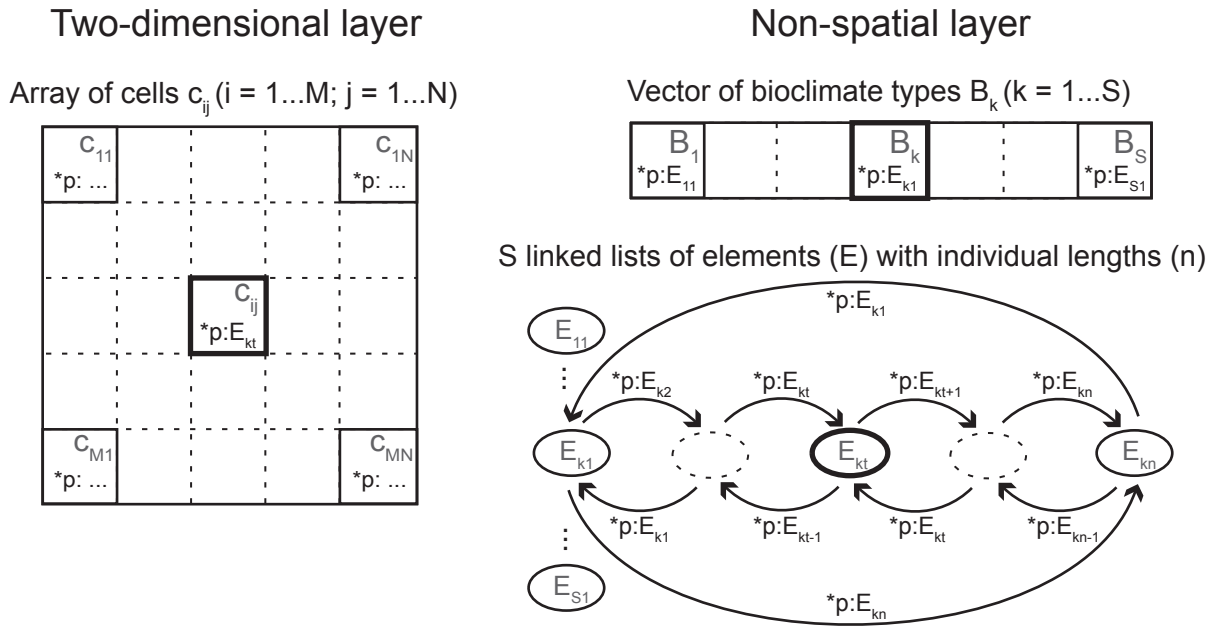 Two-dimensional layer
Array of cells c_ij (i = 1...M; j = 1...N)
c_11
*p: ...
c_1N
*p: ...
c_ij
*p:E_kt
c_M1
*p: ...
c_MN
*p: ...
Non-spatial layer
Vector of bioclimate types B_k (k = 1...S)
B_1
*p:E_11
B_k
*p:E_k1
B_S
*p:E_S1
S linked lists of elements (E) with individual lengths (n)
*p:E_k1
E_11
⋮
*p:E_k2
*p:E_kt
*p:E_kt+1
*p:E_kn
E_k1
E_kt
E_kn
*p:E_k1
*p:E_kt-1
*p:E_kt
*p:E_kn-1
⋮
E_S1
*p:E_kn